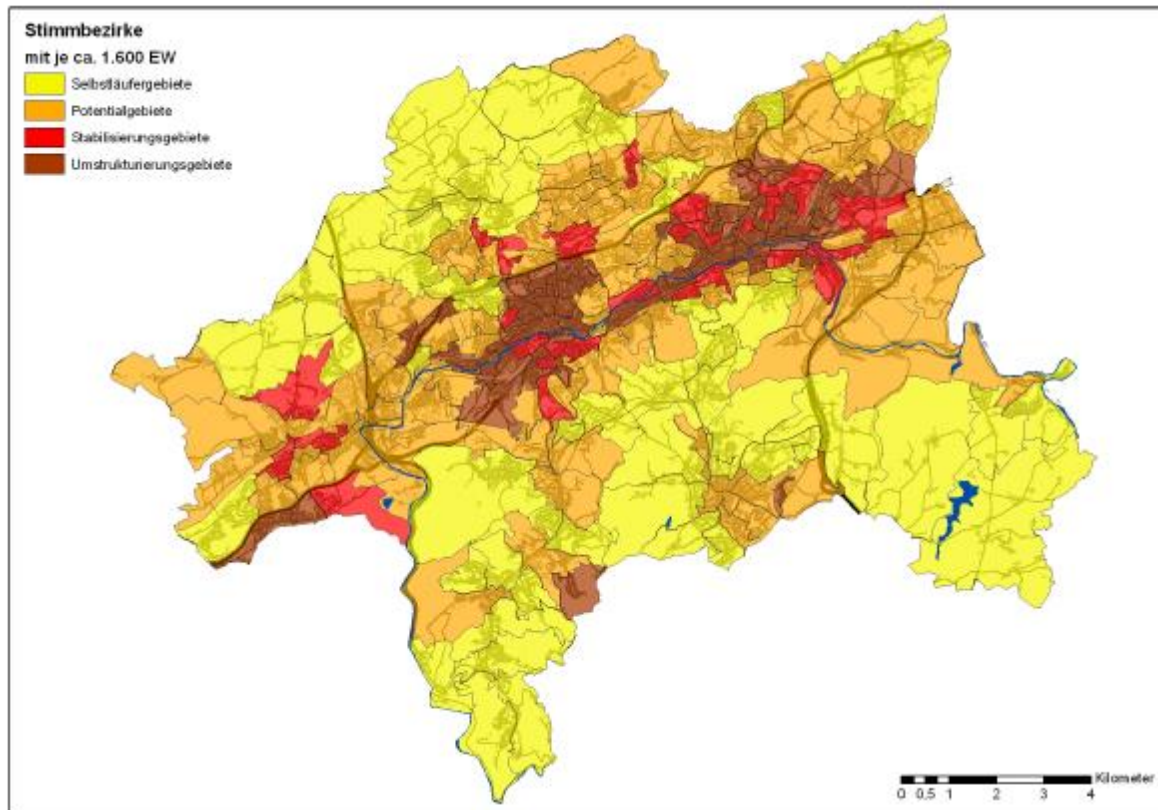 Stimmbezirke
mit je ca. 1.600 EW
Selbstläufergebiete
Potentialgebiete
Stabilisierungsgebiete
Umstrukturierungsgebiete
Kilometer
0 0,5 1 2 3 4